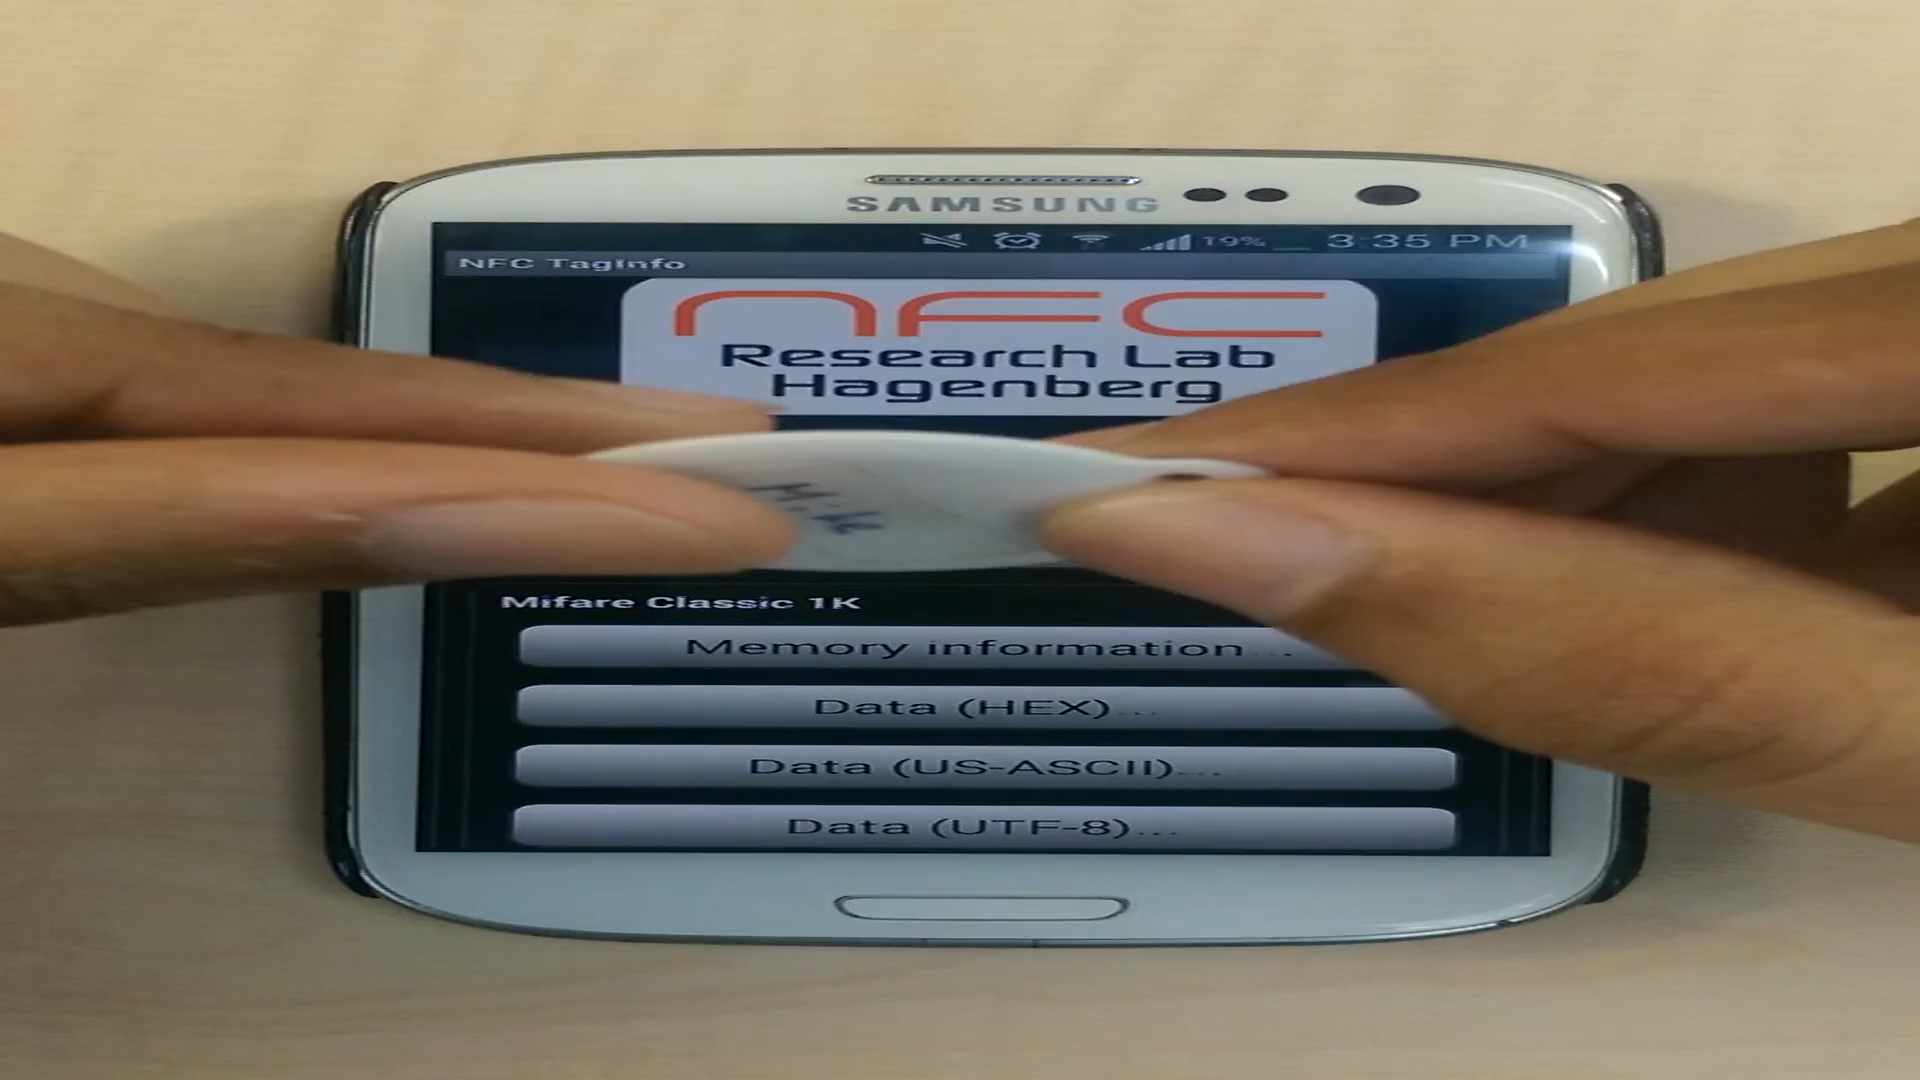 SAMSUNG
19% 3:35 PM
NFC TagInfo
nFC
Research Lab
Hagenberg
Mifare Classic 1K
Memory information...
Data (HEX)...
Data (US-ASCII)...
Data (UTF-8)...